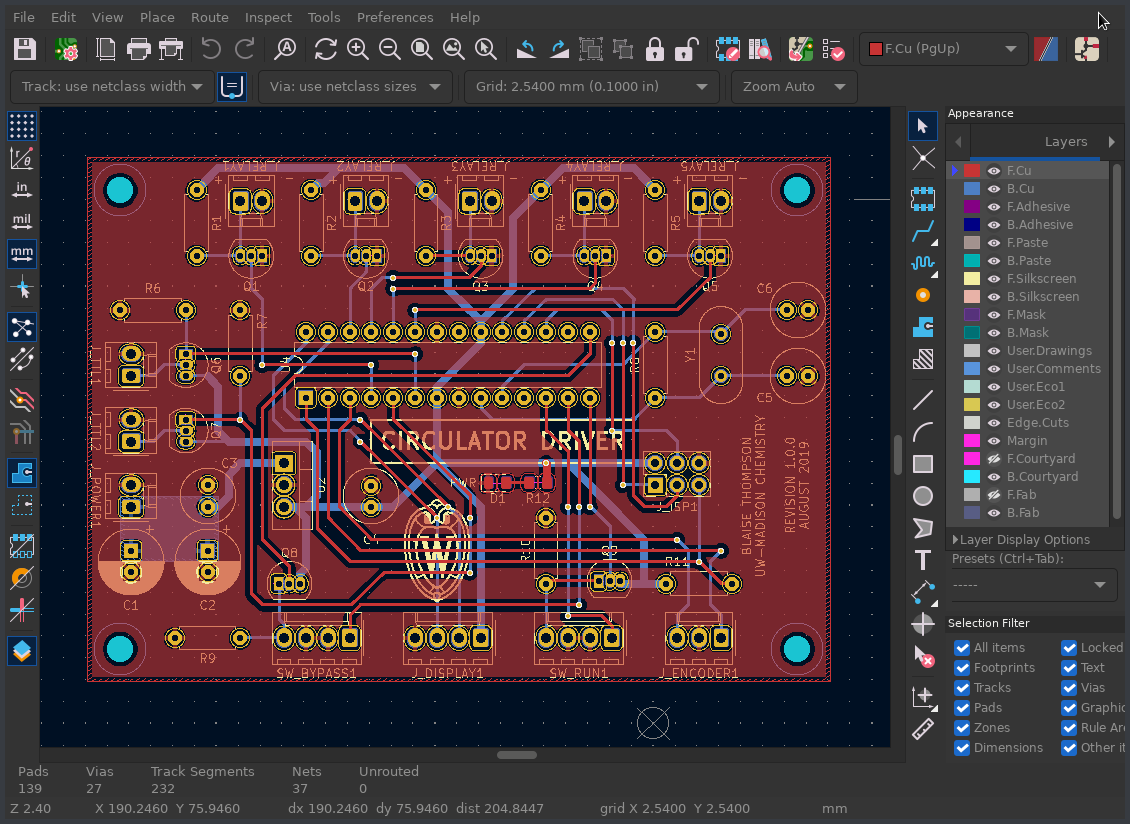 File Edit View Place Route Inspect Tools Preferences Help
F.Cu (PgUp)
Track: use netclass width
Via: use netclass sizes
Grid: 2.5400 mm (0.1000 in)
Zoom Auto
in
mil
mm
J_RELAY1 J_RELAY2 J_RELAY3 J_RELAY4 J_RELAY5
R1 R2 R3 R4 R5
Q1 Q2 Q3 Q4 Q5
R6 R7 C6
Q6 U4 Y1
C5
J_TTL2 Q7
CIRCULATOR DRIVER
C3
PWR
D1 R12
J_ISP1
J_POWER1
BLAISE THOMPSON
UW-MADISON CHEMISTRY
REVISION 1.0.0
AUGUST 2019
W
Q8 R10 R11
C1 C2
R9
SW_BYPASS1 J_DISPLAY1 SW_RUN1 J_ENCODER1
Appearance
Layers
F.Cu
B.Cu
F.Adhesive
B.Adhesive
F.Paste
B.Paste
F.Silkscreen
B.Silkscreen
F.Mask
B.Mask
User.Drawings
User.Comments
User.Eco1
User.Eco2
Edge.Cuts
Margin
F.Courtyard
B.Courtyard
F.Fab
B.Fab
Layer Display Options
Presets (Ctrl+Tab):
-----
Selection Filter
All items Locked
Footprints Text
Tracks Vias
Pads Graphic
Zones Rule Are
Dimensions Other it
Pads Vias Track Segments Nets Unrouted
139 27 232 37 0
Z 2.40 X 190.2460 Y 75.9460 dx 190.2460 dy 75.9460 dist 204.8447 grid X 2.5400 Y 2.5400 mm